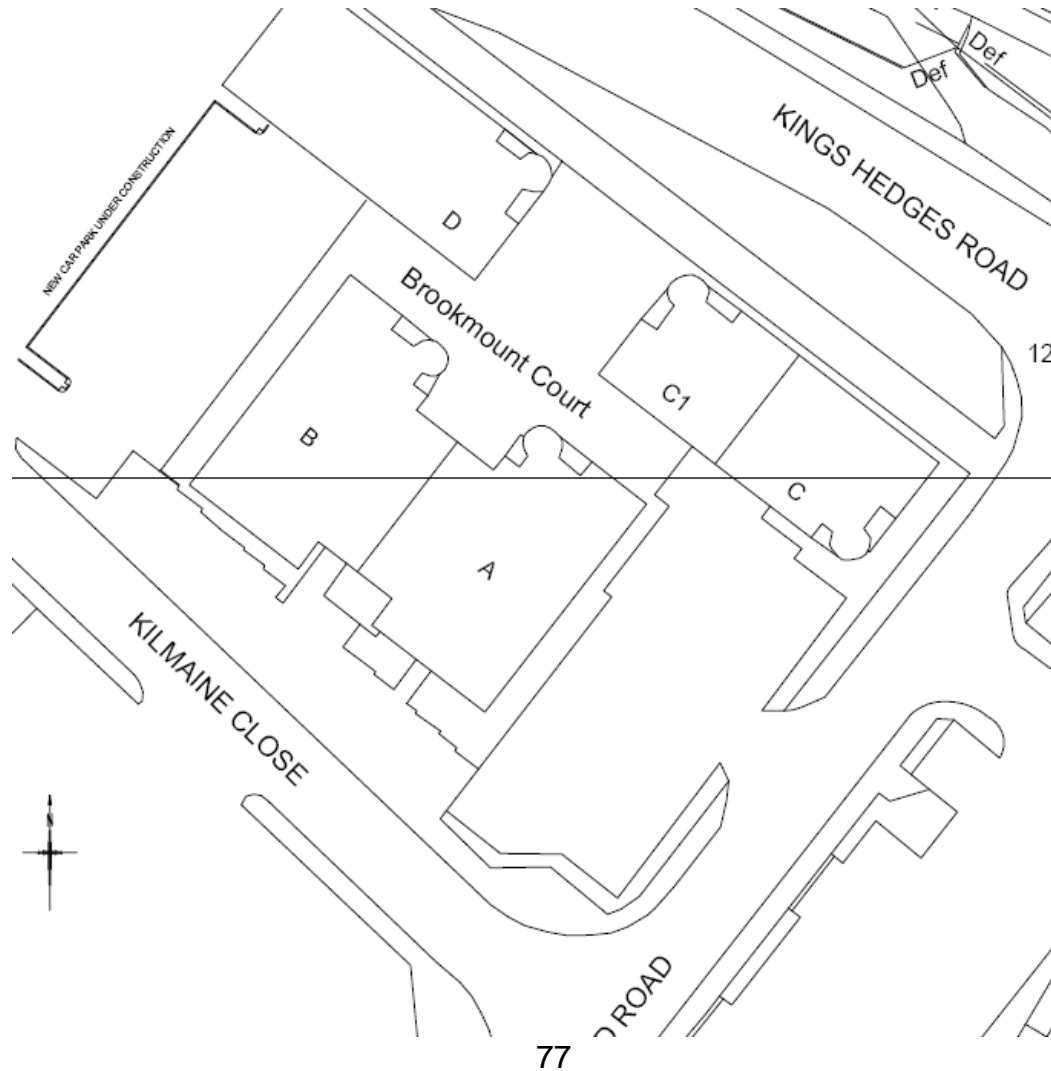 Def
Def
KINGS HEDGES ROAD
NEW CAR PARK UNDER CONSTRUCTION
D
Brookmount Court
12
C1
B
C
A
KILMAINE CLOSE
N
ROAD
77